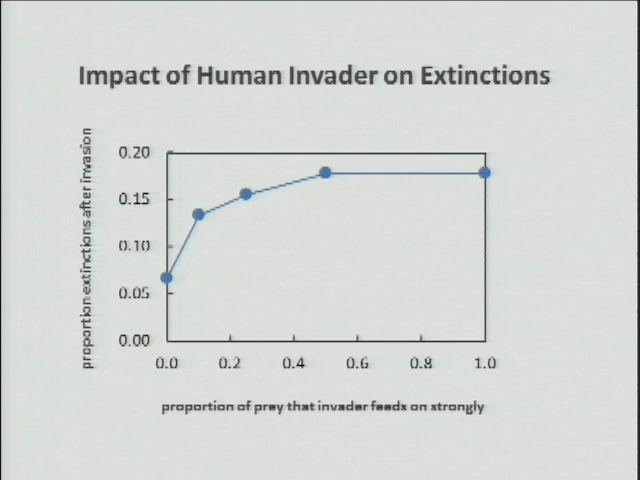 Impact of Human Invader on Extinctions
proportion extinctions after invasion
0.20
0.15
0.10
0.05
0.00
0.0 0.2 0.4 0.6 0.8 1.0
proportion of prey that invader feeds on strongly